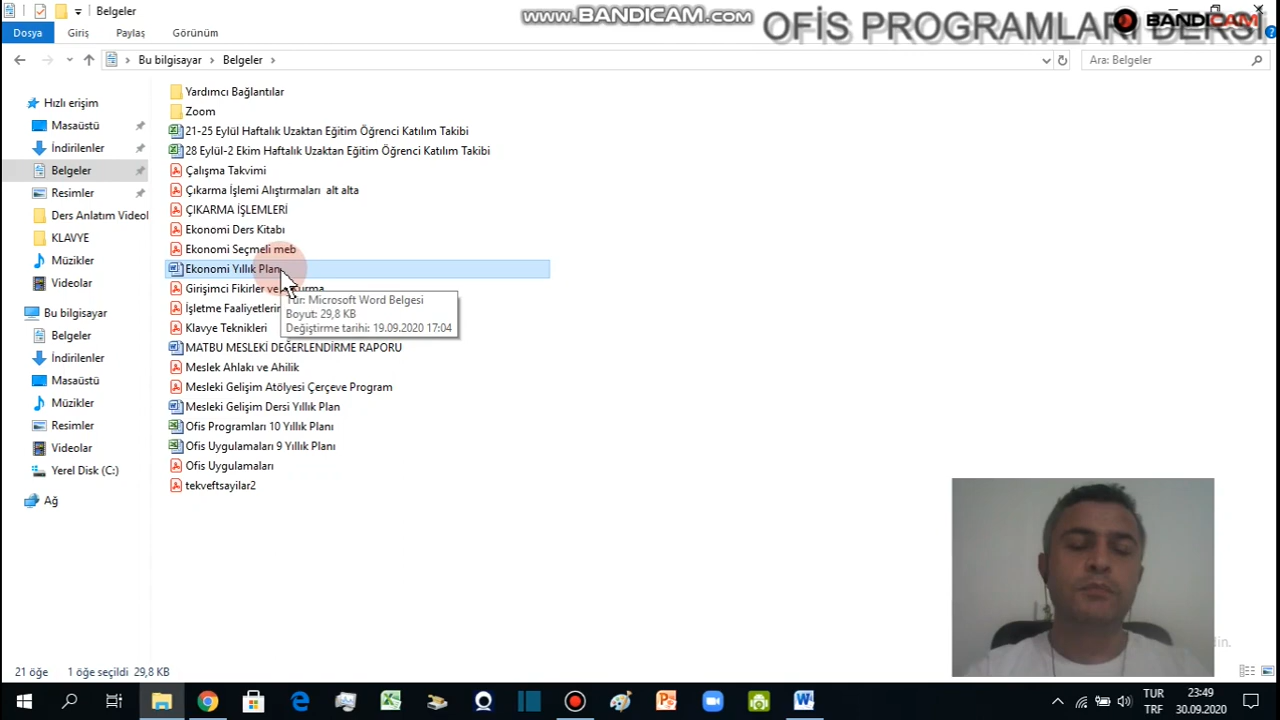 Belgeler
www.BANDICAM.com
OFİS PROGRAMLARI DERSİ
BANDICAM
Dosya Giriş Paylaş Görünüm
Bu bilgisayar Belgeler
Ara: Belgeler
Hızlı erişim
Masaüstü
İndirilenler
Belgeler
Resimler
Ders Anlatım Videol
KLAVYE
Müzikler
Videolar
Bu bilgisayar
Belgeler
İndirilenler
Masaüstü
Müzikler
Resimler
Videolar
Yerel Disk (C:)
Ağ
Yardımcı Bağlantılar
Zoom
21-25 Eylül Haftalık Uzaktan Eğitim Öğrenci Katılım Takibi
28 Eylül-2 Ekim Haftalık Uzaktan Eğitim Öğrenci Katılım Takibi
Çalışma Takvimi
Çıkarma İşlemi Alıştırmaları alt alta
ÇIKARMA İŞLEMLERİ
Ekonomi Ders Kitabı
Ekonomi Seçmeli meb
Ekonomi Yıllık Plan
Girişimci Fikirler ve
Tür: Microsoft Word Belgesi
Boyut: 29,8 KB
Değiştirme tarihi: 19.09.2020 17:04
İşletme Faaliyetlerin
Klavye Teknikleri
MATBU MESLEKİ DEĞERLENDİRME RAPORU
Meslek Ahlakı ve Ahilik
Mesleki Gelişim Atölyesi Çerçeve Program
Mesleki Gelişim Dersi Yıllık Plan
Ofis Programları 10 Yıllık Planı
Ofis Uygulamaları 9 Yıllık Planı
Ofis Uygulamaları
tekveftsayilar2
21 öğe 1 öğe seçildi 29,8 KB
TUR
TRF
23:49
30.09.2020